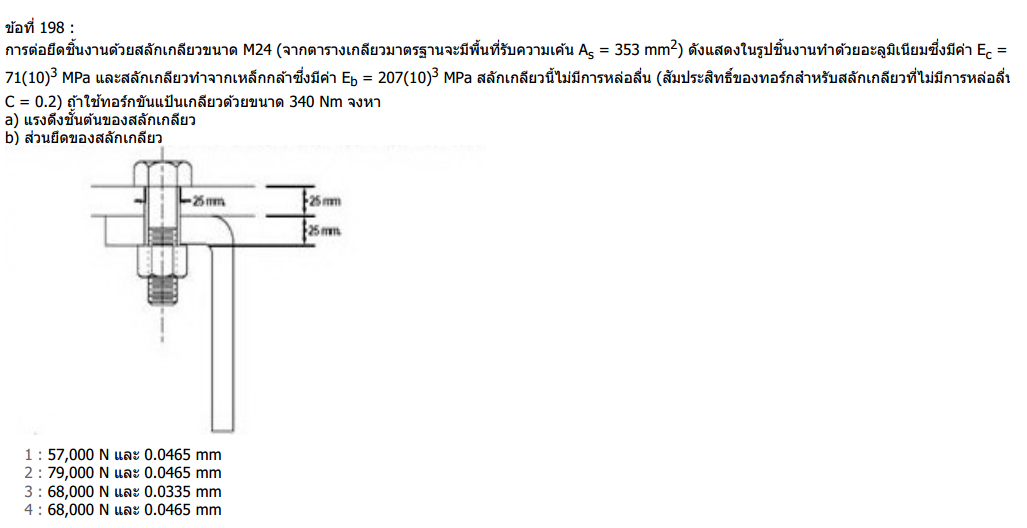 ข้อที่ 198 :
การต่อยึดชิ้นงานด้วยสลักเกลียวขนาด M24 (จากตารางเกลียวมาตรฐานจะมีพื้นที่รับความเค้น As = 353 mm2) ดังแสดงในรูปชิ้นงานทำด้วยอะลูมิเนียมซึ่งมีค่า Ec =
71(10)3 MPa และสลักเกลียวทำจากเหล็กกล้าซึ่งมีค่า Eb = 207(10)3 MPa สลักเกลียวนี้ไม่มีการหล่อลื่น (สัมประสิทธิ์ของทอร์กสำหรับสลักเกลียวที่ไม่มีการหล่อลื่น
C = 0.2) ถ้าใช้ทอร์กขันแป้นเกลียวด้วยขนาด 340 Nm จงหา
a) แรงดึงขั้นต้นของสลักเกลียว
b) ส่วนยืดของสลักเกลียว
25 mm.
25 mm
25 mm.
1 : 57,000 N และ 0.0465 mm
2 : 79,000 N และ 0.0465 mm
3 : 68,000 N และ 0.0335 mm
4 : 68,000 N และ 0.0465 mm